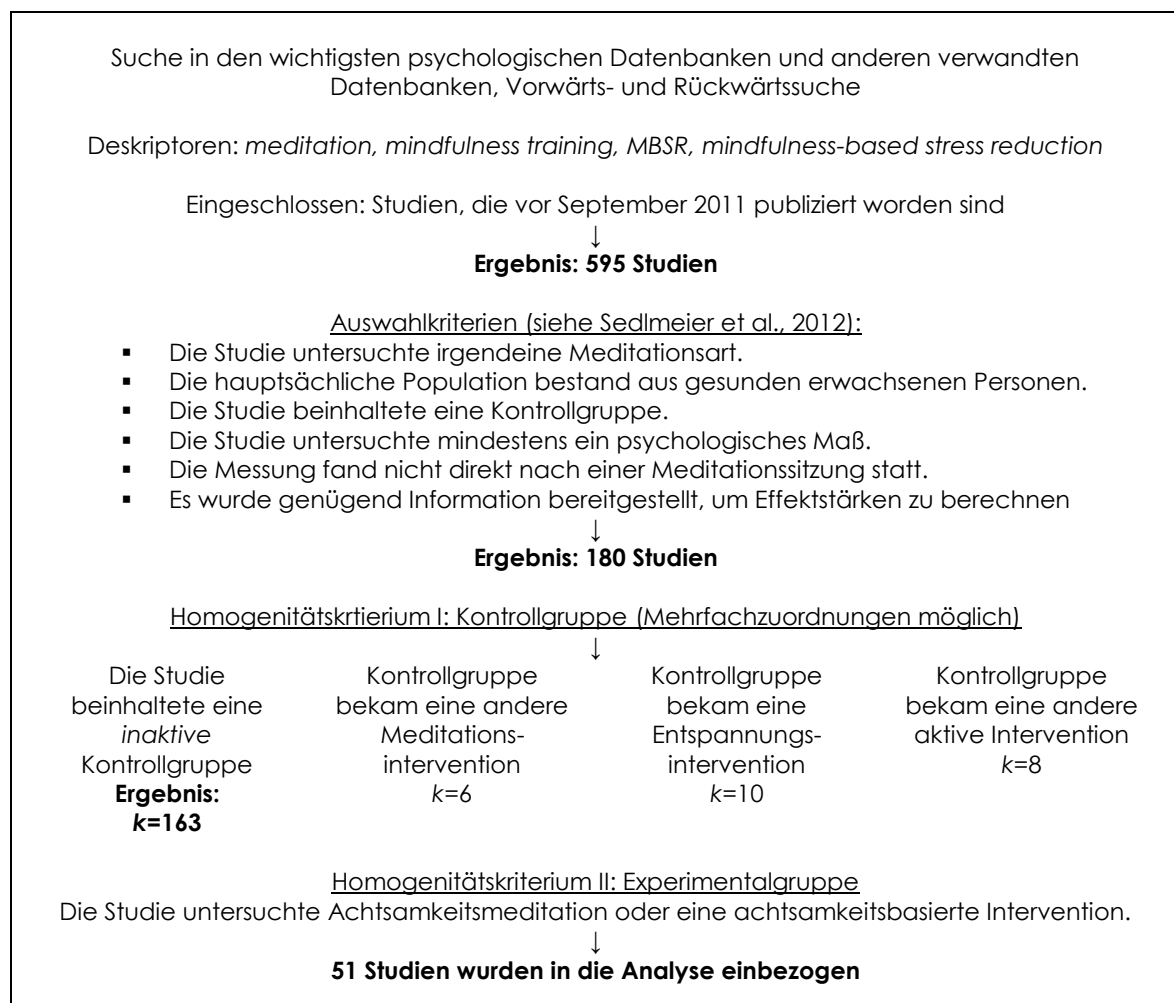 Suche in den wichtigsten psychologischen Datenbanken und anderen verwandten
Datenbanken, Vorwärts- und Rückwärtssuche
Deskriptoren: meditation, mindfulness training, MBSR, mindfulness-based stress reduction
Eingeschlossen: Studien, die vor September 2011 publiziert worden sind
↓
Ergebnis: 595 Studien
Auswahlkriterien (siehe Sedlmeier et al., 2012):
▪ Die Studie untersuchte irgendeine Meditationsart.
▪ Die hauptsächliche Population bestand aus gesunden erwachsenen Personen.
▪ Die Studie beinhaltete eine Kontrollgruppe.
▪ Die Studie untersuchte mindestens ein psychologisches Maß.
▪ Die Messung fand nicht direkt nach einer Meditationssitzung statt.
▪ Es wurde genügend Information bereitgestellt, um Effektstärken zu berechnen
↓
Ergebnis: 180 Studien
Homogenitätskrtierium I: Kontrollgruppe (Mehrfachzuordnungen möglich)
↓
Die Studie
beinhaltete eine
inaktive
Kontrollgruppe
Ergebnis:
k=163
Kontrollgruppe
bekam eine andere
Meditations-
intervention
k=6
Kontrollgruppe
bekam eine
Entspannungs-
intervention
k=10
Kontrollgruppe
bekam eine andere
aktive Intervention
k=8
Homogenitätskriterium II: Experimentalgruppe
Die Studie untersuchte Achtsamkeitsmeditation oder eine achtsamkeitsbasierte Intervention.
↓
51 Studien wurden in die Analyse einbezogen